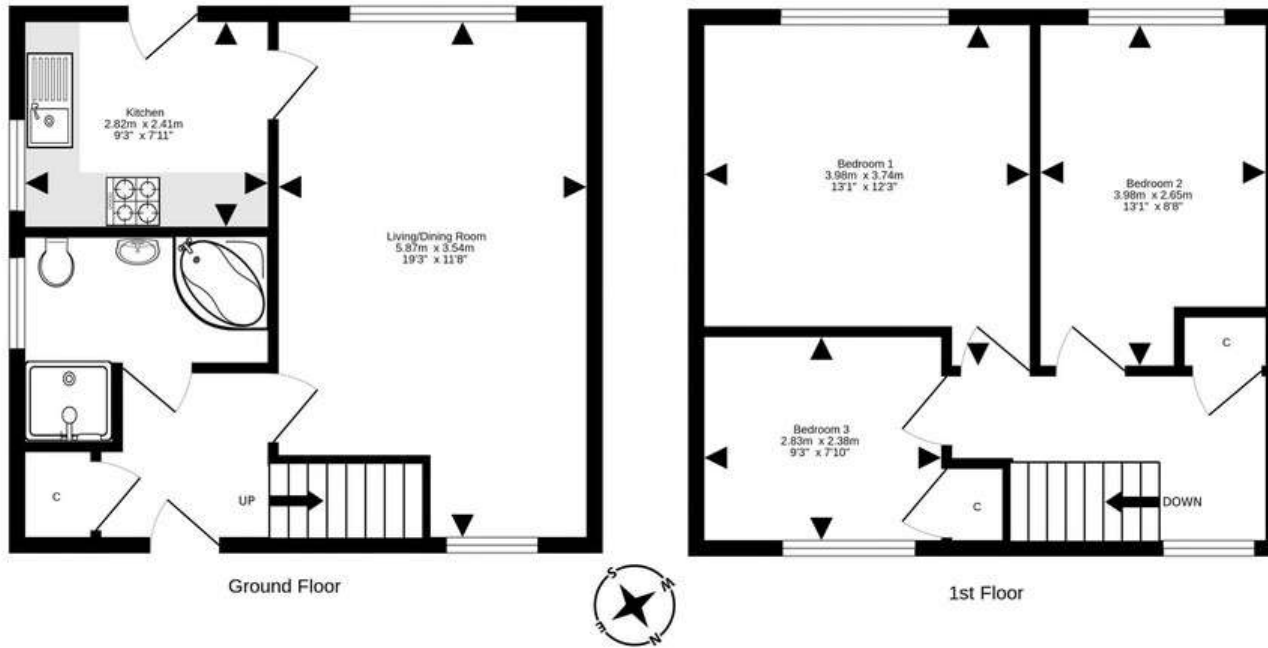 Kitchen
2.82m x 2.41m
9'3" x 7'11"
Living/Dining Room
5.87m x 3.54m
19'3" x 11'8"
C
UP
Ground Floor
Bedroom 1
3.98m x 3.74m
13'1" x 12'3"
Bedroom 2
3.98m x 2.65m
13'1" x 8'8"
C
Bedroom 3
2.83m x 2.38m
9'3" x 7'10"
C
DOWN
1st Floor
S
W
E
N